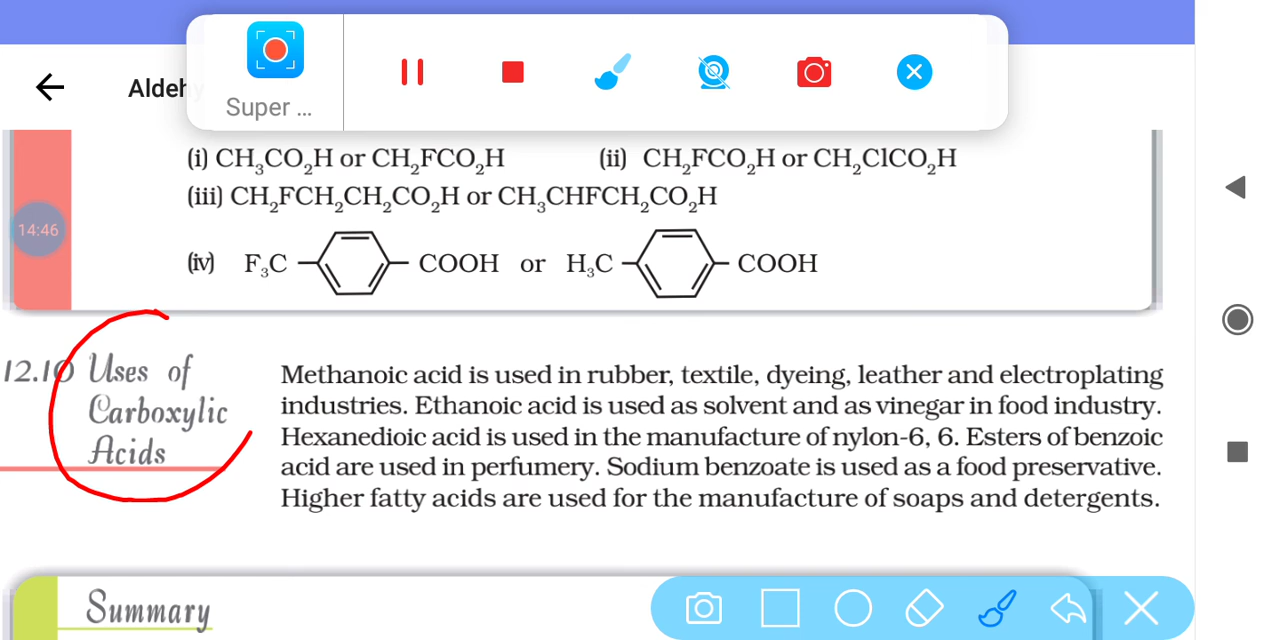 Super ...
Aldehy
(i) CH₃CO₂H or CH₂FCO₂H (ii) CH₂FCO₂H or CH₂ClCO₂H
(iii) CH₂FCH₂CH₂CO₂H or CH₃CHFCH₂CO₂H
14:46
(iv) F₃C COOH or H₃C COOH
12.10 Uses of
Carboxylic
Acids
Methanoic acid is used in rubber, textile, dyeing, leather and electroplating
industries. Ethanoic acid is used as solvent and as vinegar in food industry.
Hexanedioic acid is used in the manufacture of nylon-6, 6. Esters of benzoic
acid are used in perfumery. Sodium benzoate is used as a food preservative.
Higher fatty acids are used for the manufacture of soaps and detergents.
Summary